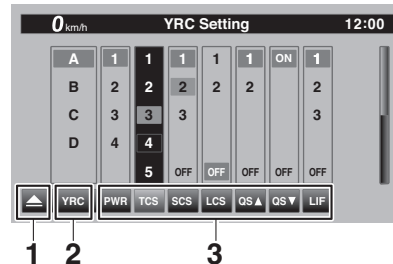 0 km/h YRC Setting 12:00
A 1 1 1 1 1 ON 1
B 2 2 2 2 2 2
C 3 3 3 3
D 4 4
5 OFF OFF OFF OFF OFF
YRC PWR TCS SCS LCS QS▲ QS▼ LIF
1 2 3